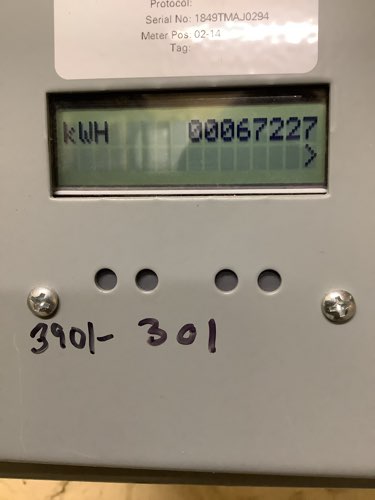 Protocol:
Serial No: 1849TMAJ0294
Meter Pos: 02-14
Tag:
kWH 00067227
>
3901- 301